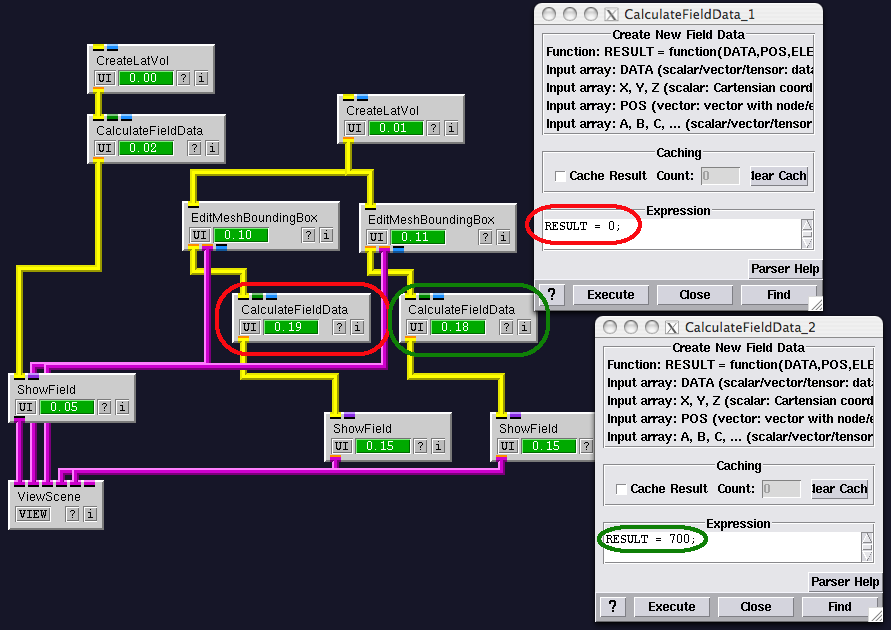 CreateLatVol
UI 0.00 ? i
CalculateFieldData
UI 0.02 ? i
CreateLatVol
UI 0.01 ? i
EditMeshBoundingBox
UI 0.10 ? i
EditMeshBoundingBox
UI 0.11 ? i
CalculateFieldData
UI 0.19 ? i
CalculateFieldData
UI 0.18 ? i
ShowField
UI 0.05 ? i
ShowField
UI 0.15 ? i
ShowField
UI 0.15 ?
ViewScene
VIEW ? i
X CalculateFieldData_1
Create New Field Data
Function: RESULT = function(DATA,POS,ELE
Input array: DATA (scalar/vector/tensor: data
Input array: X, Y, Z (scalar: Cartesian coord
Input array: POS (vector: vector with node/e
Input array: A, B, C, ... (scalar/vector/tensor
Caching
Cache Result Count: 0 lear Cach
Expression
RESULT = 0;
Parser Help
? Execute Close Find
X CalculateFieldData_2
Create New Field Data
Function: RESULT = function(DATA,POS,ELE
Input array: DATA (scalar/vector/tensor: data
Input array: X, Y, Z (scalar: Cartesian coord
Input array: POS (vector: vector with node/e
Input array: A, B, C, ... (scalar/vector/tensor
Caching
Cache Result Count: 0 lear Cach
Expression
RESULT = 700;
Parser Help
? Execute Close Find